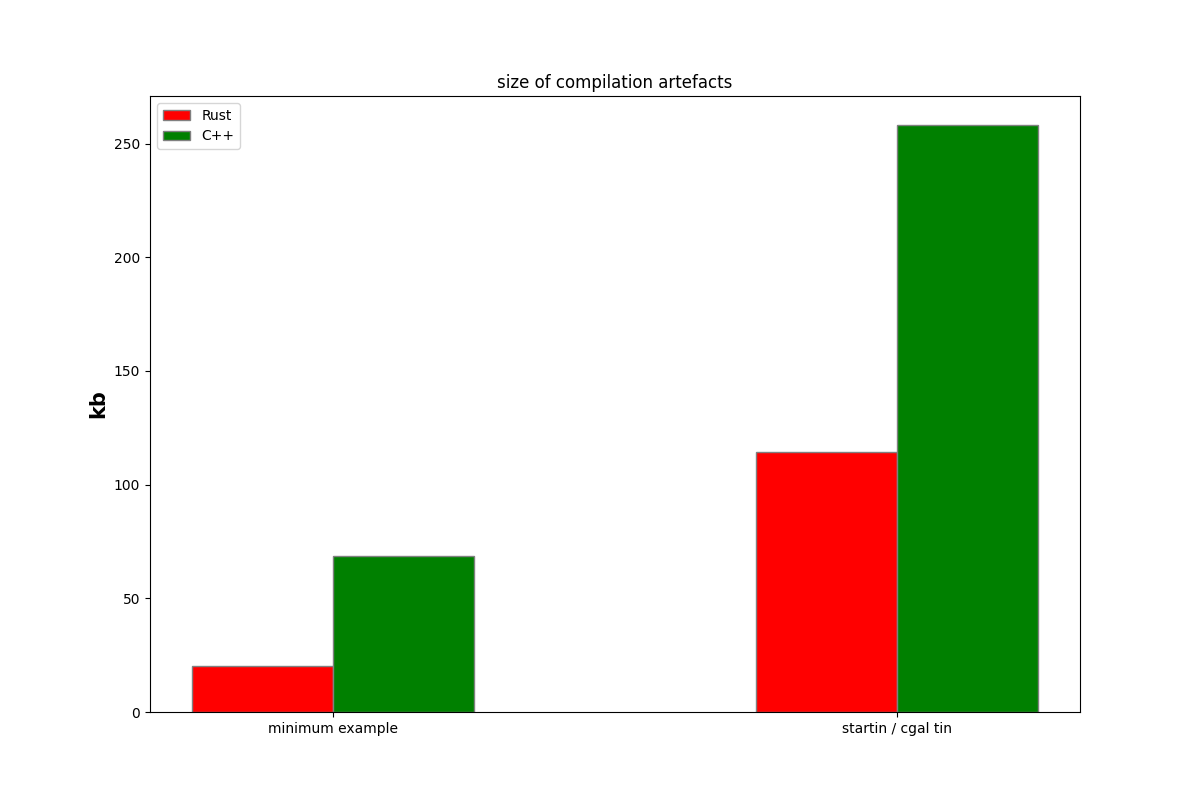 size of compilation artefacts
Rust
C++
250
200
150
100
50
0
kb
minimum example
startin / cgal tin